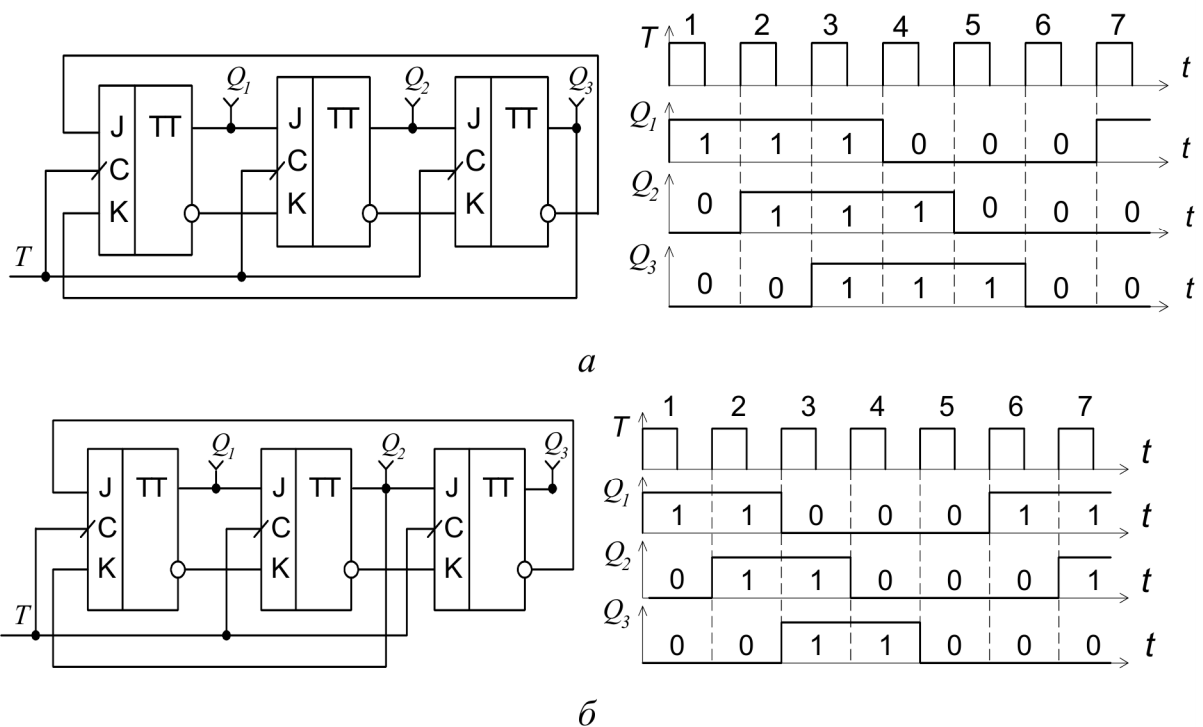 1 2 3 4 5 6 7
T t
Q1 Q2 Q3
J TT J TT J TT
C C C
K K K
T
Q1 1 1 1 0 0 0 t
Q2 0 1 1 1 0 0 0 t
Q3 0 0 1 1 1 0 0 t
а
1 2 3 4 5 6 7
T t
Q1 Q2 Q3
J TT J TT J TT
C C C
K K K
T
Q1 1 1 0 0 0 1 1 t
Q2 0 1 1 0 0 0 1 t
Q3 0 0 1 1 0 0 0 t
б